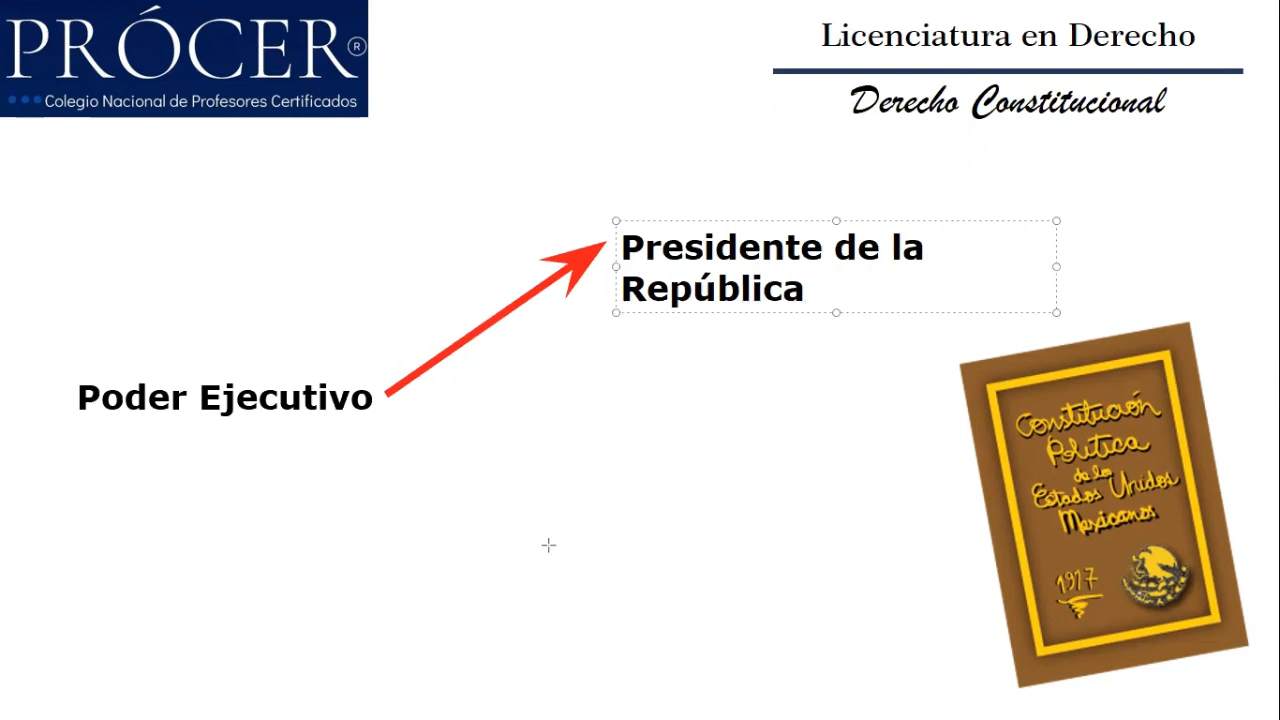 PRÓCER®
Colegio Nacional de Profesores Certificados
Licenciatura en Derecho
Derecho Constitucional
Presidente de la
República
Poder Ejecutivo
Constitución
Política
de los
Estados Unidos
Mexicanos
1917